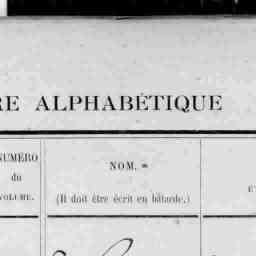 RE ALPHABÉTIQUE
NUMÉRO
du
VOLUME.
NOM.
(Il doit être écrit en bâtarde.)